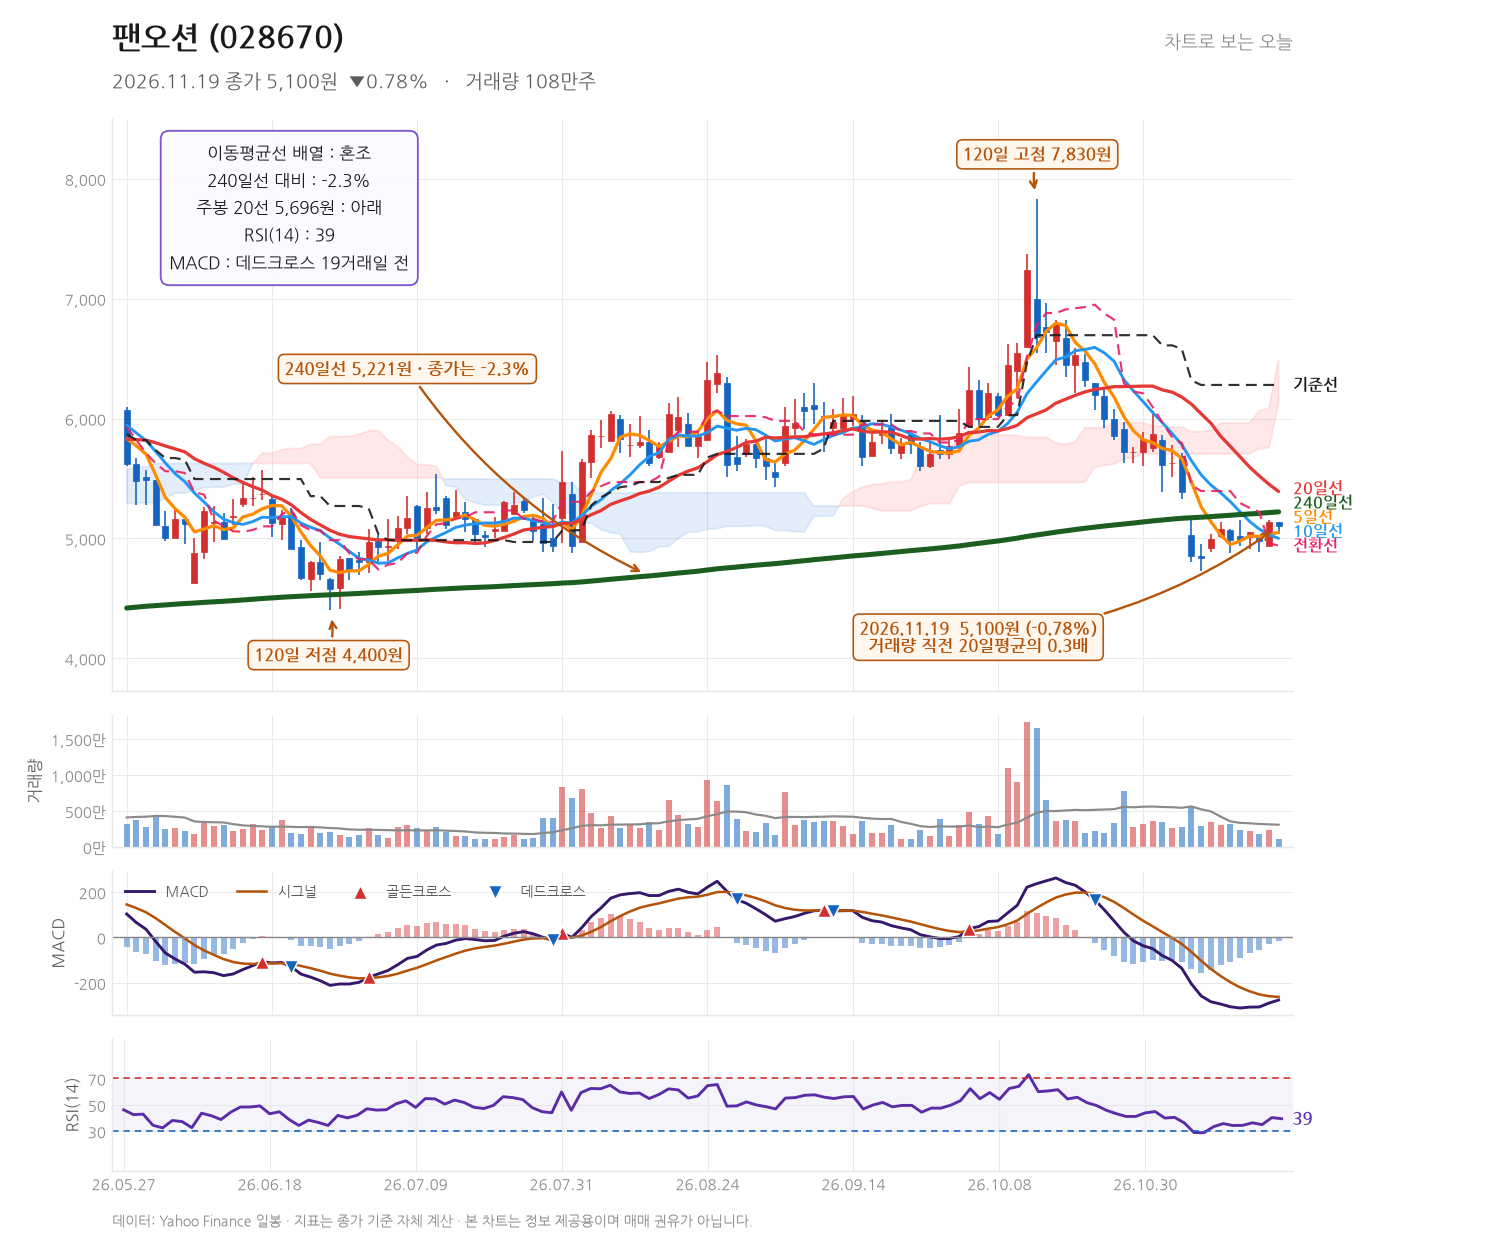 팬오션 (028670)
차트로 보는 오늘
2026.11.19 종가 5,100원 ▼0.78% · 거래량 108만주
이동평균선 배열 : 혼조
240일선 대비 : -2.3%
주봉 20선 5,696원 : 아래
RSI(14) : 39
MACD : 데드크로스 19거래일 전
120일 고점 7,830원
240일선 5,221원 · 종가는 -2.3%
120일 저점 4,400원
2026.11.19 5,100원 (-0.78%)
거래량 직전 20일평균의 0.3배
8,000
7,000
6,000
5,000
4,000
기준선
20일선
240일선
5일선
10일선
전환선
거래량
1,500만
1,000만
500만
0만
MACD
200
0
-200
MACD
시그널
골든크로스
데드크로스
RSI(14)
70
50
30
39
26.05.27
26.06.18
26.07.09
26.07.31
26.08.24
26.09.14
26.10.08
26.10.30
데이터: Yahoo Finance 일봉 · 지표는 종가 기준 자체 계산 · 본 차트는 정보 제공용이며 매매 권유가 아닙니다.